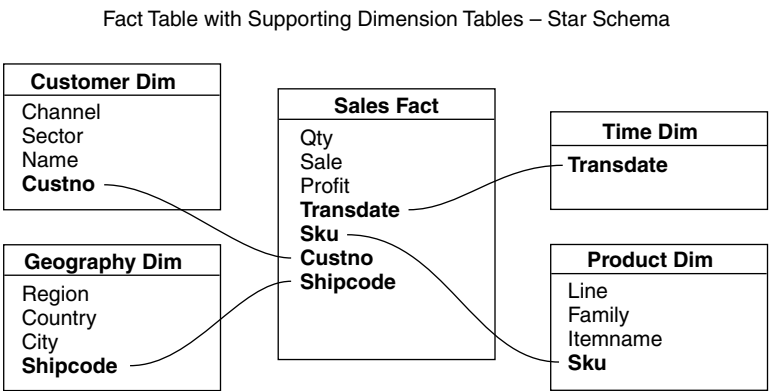 Fact Table with Supporting Dimension Tables – Star Schema
Customer Dim
Channel
Sector
Name
Custno
Geography Dim
Region
Country
City
Shipcode
Sales Fact
Qty
Sale
Profit
Transdate
Sku
Custno
Shipcode
Time Dim
Transdate
Product Dim
Line
Family
Itemname
Sku